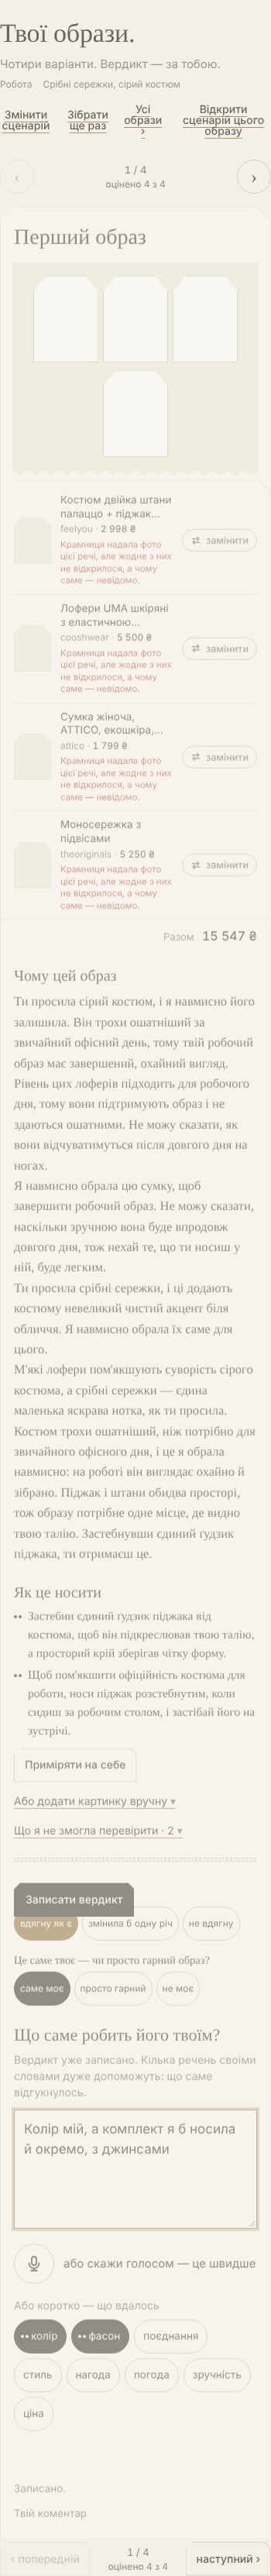 Твої образи.
Чотири варіанти. Вердикт — за тобою.
Робота Срібні сережки, сірий костюм
Змінити
сценарій
Зібрати
ще раз
Усі
образи
›
Відкрити
сценарій цього
образу
‹
1 / 4
оцінено 4 з 4
›
Перший образ
Костюм двійка штани
палаццо + піджак…
feelyou · 2 998 ₴
Крамниця надала фото
цієї речі, але жодне з них
не відкрилося, а чому
саме — невідомо.
⇄ замінити
Лофери UMA шкіряні
з еластичною…
cooshwear · 5 500 ₴
Крамниця надала фото
цієї речі, але жодне з них
не відкрилося, а чому
саме — невідомо.
⇄ замінити
Сумка жіноча,
ATTICO, екошкіра,…
attico · 1 799 ₴
Крамниця надала фото
цієї речі, але жодне з них
не відкрилося, а чому
саме — невідомо.
⇄ замінити
Моносережка з
підвісами
theoriginals · 5 250 ₴
Крамниця надала фото
цієї речі, але жодне з них
не відкрилося, а чому
саме — невідомо.
⇄ замінити
Разом 15 547 ₴
Чому цей образ
Ти просила сірий костюм, і я навмисно його
залишила. Він трохи ошатніший за
звичайний офісний день, тому твій робочий
образ має завершений, охайний вигляд.
Рівень цих лоферів підходить для робочого
дня, тому вони підтримують образ і не
здаються ошатними. Не можу сказати, як
вони відчуватимуться після довгого дня на
ногах.
Я навмисно обрала цю сумку, щоб
завершити робочий образ. Не можу сказати,
наскільки зручною вона буде впродовж
довгого дня, тож нехай те, що ти носиш у
ній, буде легким.
Ти просила срібні сережки, і ці додають
костюму невеликий чистий акцент біля
обличчя. Я навмисно обрала їх саме для
цього.
М'які лофери пом'якшують суворість сірого
костюма, а срібні сережки — єдина
маленька яскрава нотка, як ти просила.
Костюм трохи ошатніший, ніж потрібно для
звичайного офісного дня, і це я обрала
навмисно: на роботі він виглядає охайно й
зібрано. Піджак і штани обидва просторі,
тож образу потрібне одне місце, де видно
твою талію. Застебнувши єдиний ґудзик
піджака, ти отримаєш це.
Як це носити
Застебни єдиний ґудзик піджака від
костюма, щоб він підкреслював твою талію,
а просторий крій зберігав чітку форму.
Щоб пом'якшити офіційність костюма для
роботи, носи піджак розстебнутим, коли
сидиш за робочим столом, і застібай його на
зустрічі.
Приміряти на себе
Або додати картинку вручну ▾
Що я не змогла перевірити · 2 ▾
Записати вердикт
вдягну як є
змінила б одну річ
не вдягну
Це саме твоє — чи просто гарний образ?
саме моє
просто гарний
не моє
Що саме робить його твоїм?
Вердикт уже записано. Кілька речень своїми
словами дуже допоможуть: що саме
відгукнулось.
Колір мій, а комплект я б носила
й окремо, з джинсами
або скажи голосом — це швидше
Або коротко — що вдалось
колір
фасон
поєднання
стиль
нагода
погода
зручність
ціна
Записано.
Твій коментар
‹ попередній
1 / 4
оцінено 4 з 4
наступний ›